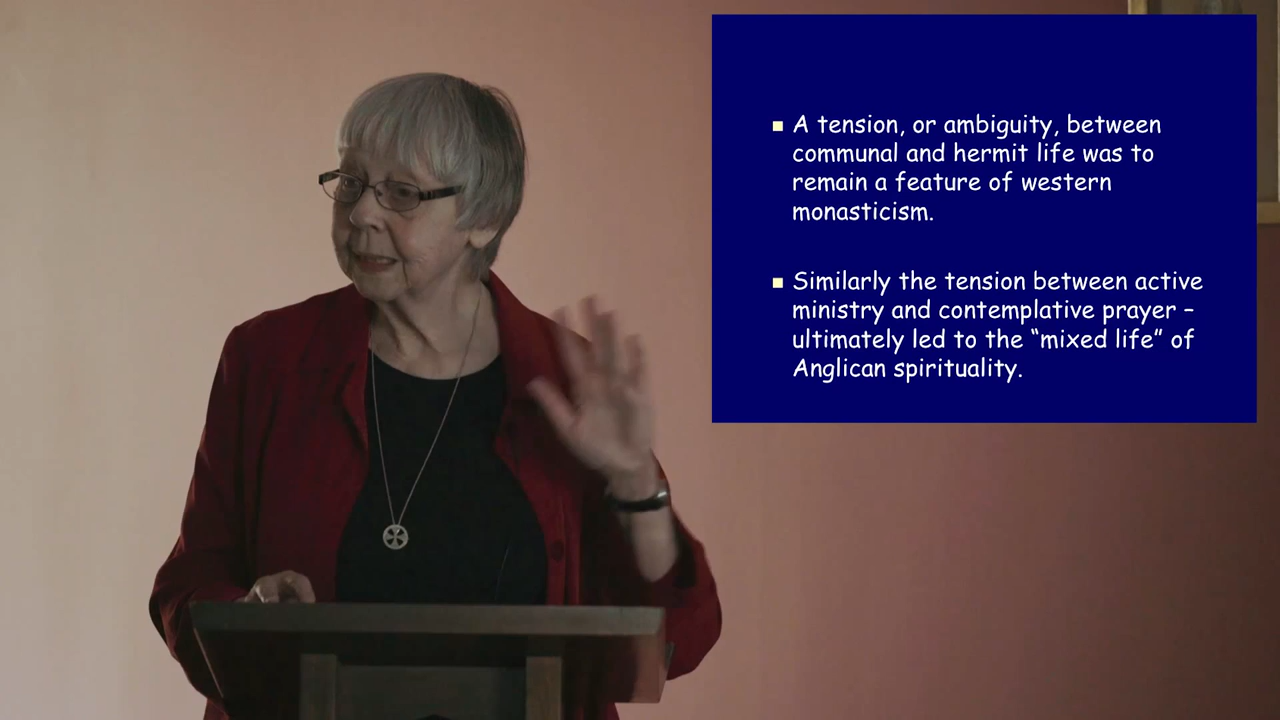 A tension, or ambiguity, between
communal and hermit life was to
remain a feature of western
monasticism.
Similarly the tension between active
ministry and contemplative prayer –
ultimately led to the “mixed life” of
Anglican spirituality.